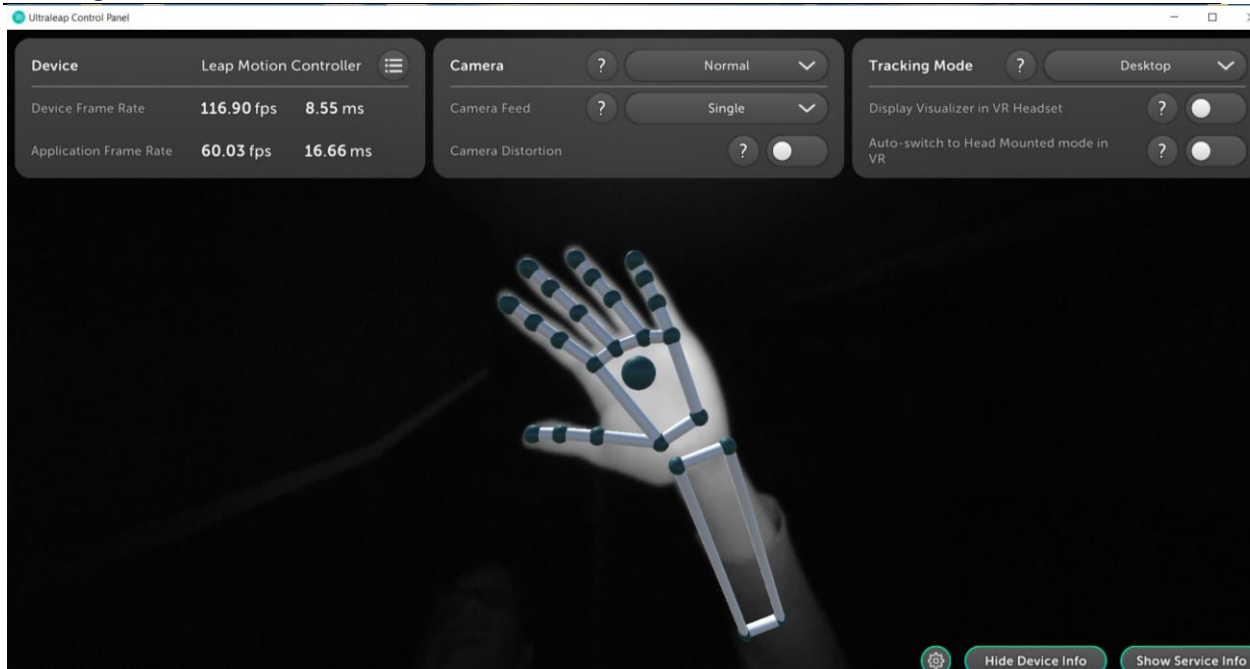 Ultraleap Control Panel
Device Leap Motion Controller
Device Frame Rate 116.90 fps 8.55 ms
Application Frame Rate 60.03 fps 16.66 ms
Camera ? Normal
Camera Feed ? Single
Camera Distortion ?
Tracking Mode ? Desktop
Display Visualizer in VR Headset ?
Auto-switch to Head Mounted mode in
VR ?
Hide Device Info Show Service Info